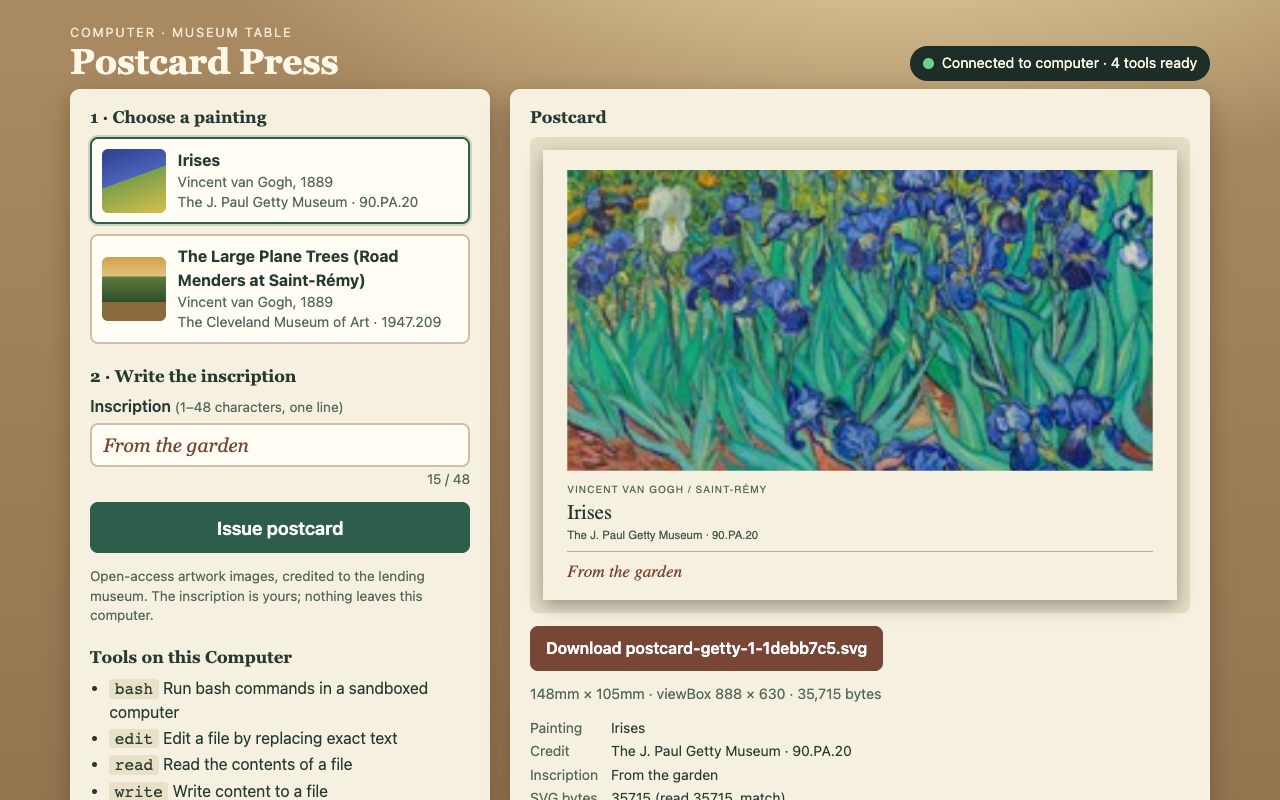 COMPUTER · MUSEUM TABLE
Postcard Press
Connected to computer · 4 tools ready
1 · Choose a painting
Irises
Vincent van Gogh, 1889
The J. Paul Getty Museum · 90.PA.20
The Large Plane Trees (Road
Menders at Saint-Rémy)
Vincent van Gogh, 1889
The Cleveland Museum of Art · 1947.209
2 · Write the inscription
Inscription (1–48 characters, one line)
From the garden
15 / 48
Issue postcard
Open-access artwork images, credited to the lending
museum. The inscription is yours; nothing leaves this
computer.
Tools on this Computer
• bash Run bash commands in a sandboxed
computer
• edit Edit a file by replacing exact text
• read Read the contents of a file
• write Write content to a file
Postcard
VINCENT VAN GOGH / SAINT-RÉMY
Irises
The J. Paul Getty Museum · 90.PA.20
From the garden
Download postcard-getty-1-1debb7c5.svg
148mm × 105mm · viewBox 888 × 630 · 35,715 bytes
Painting Irises
Credit The J. Paul Getty Museum · 90.PA.20
Inscription From the garden
SVG bytes 35715 (read 35715, match)